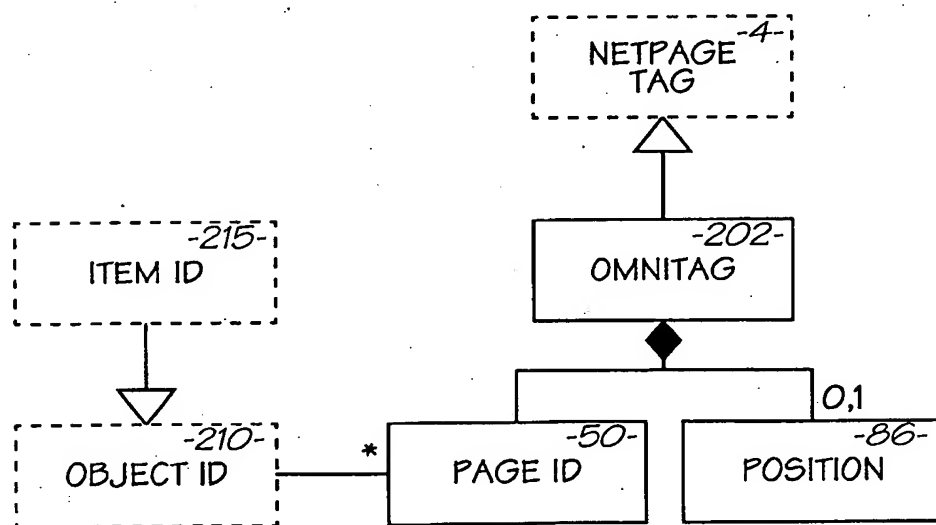 -4-
NETPAGE
TAG
-215-
ITEM ID
-202-
OMNITAG
0,1
-210-
OBJECT ID
*
-50-
PAGE ID
-86-
POSITION